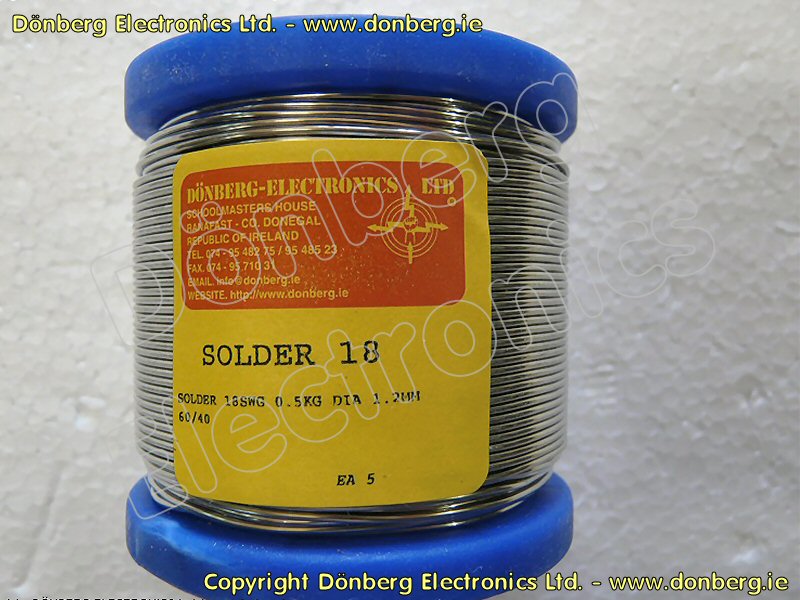 Dönberg Electronics Ltd. - www.donberg.ie
DÖNBERG-ELECTRONICS LTD
SCHOOLMASTERS HOUSE
RANAFAST - CO. DONEGAL
REPUBLIC OF IRELAND
TEL. 074 - 95 482 75 / 95 485 23
FAX. 074 - 95 710 31
EMAIL. info@donberg.ie
WEBSITE. http://www.donberg.ie
SOLDER 18
SOLDER 18SWG 0.5KG DIA 1.2MM
60/40
EA 5
Dönberg
Electronics
Copyright Dönberg Electronics Ltd. - www.donberg.ie